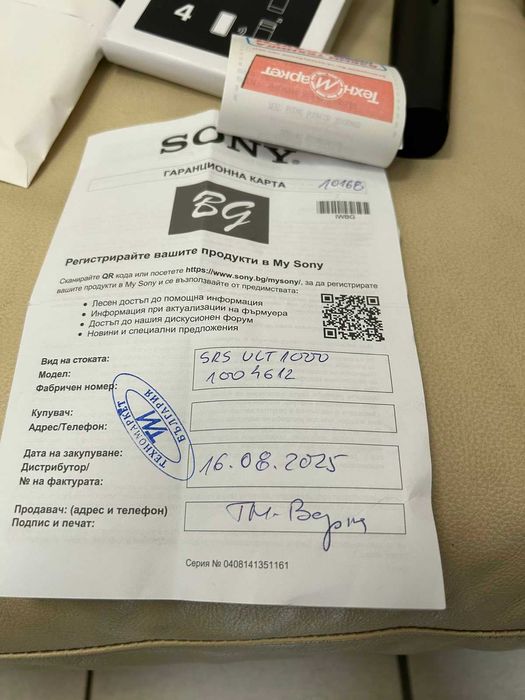 4
ТехноМаркет
SONY
ГАРАНЦИОННА КАРТА
10168
BG
IWBG
Регистрирайте вашите продукти в My Sony
Сканирайте QR кода или посетете https://www.sony.bg/mysony/, за да регистрирате
вашите продукти в My Sony и се възползвайте от предимствата:
• Лесен достъп до помощна информация
• Информация при актуализации на фърмуера
• Достъп до нашия дискусионен форум
• Новини и специални предложения
Вид на стоката: SRS ULT 1000
Модел: 1004612
Фабричен номер:
Купувач:
Адрес/Телефон:
ТЕХНОМАРКЕТ
ТМ
БЪЛГАРИЯ
Дата на закупуване: 16.08.2025
Дистрибутор/
№ на фактурата:
Продавач: (адрес и телефон) ТМ-Варна
Подпис и печат:
Серия № 0408141351161